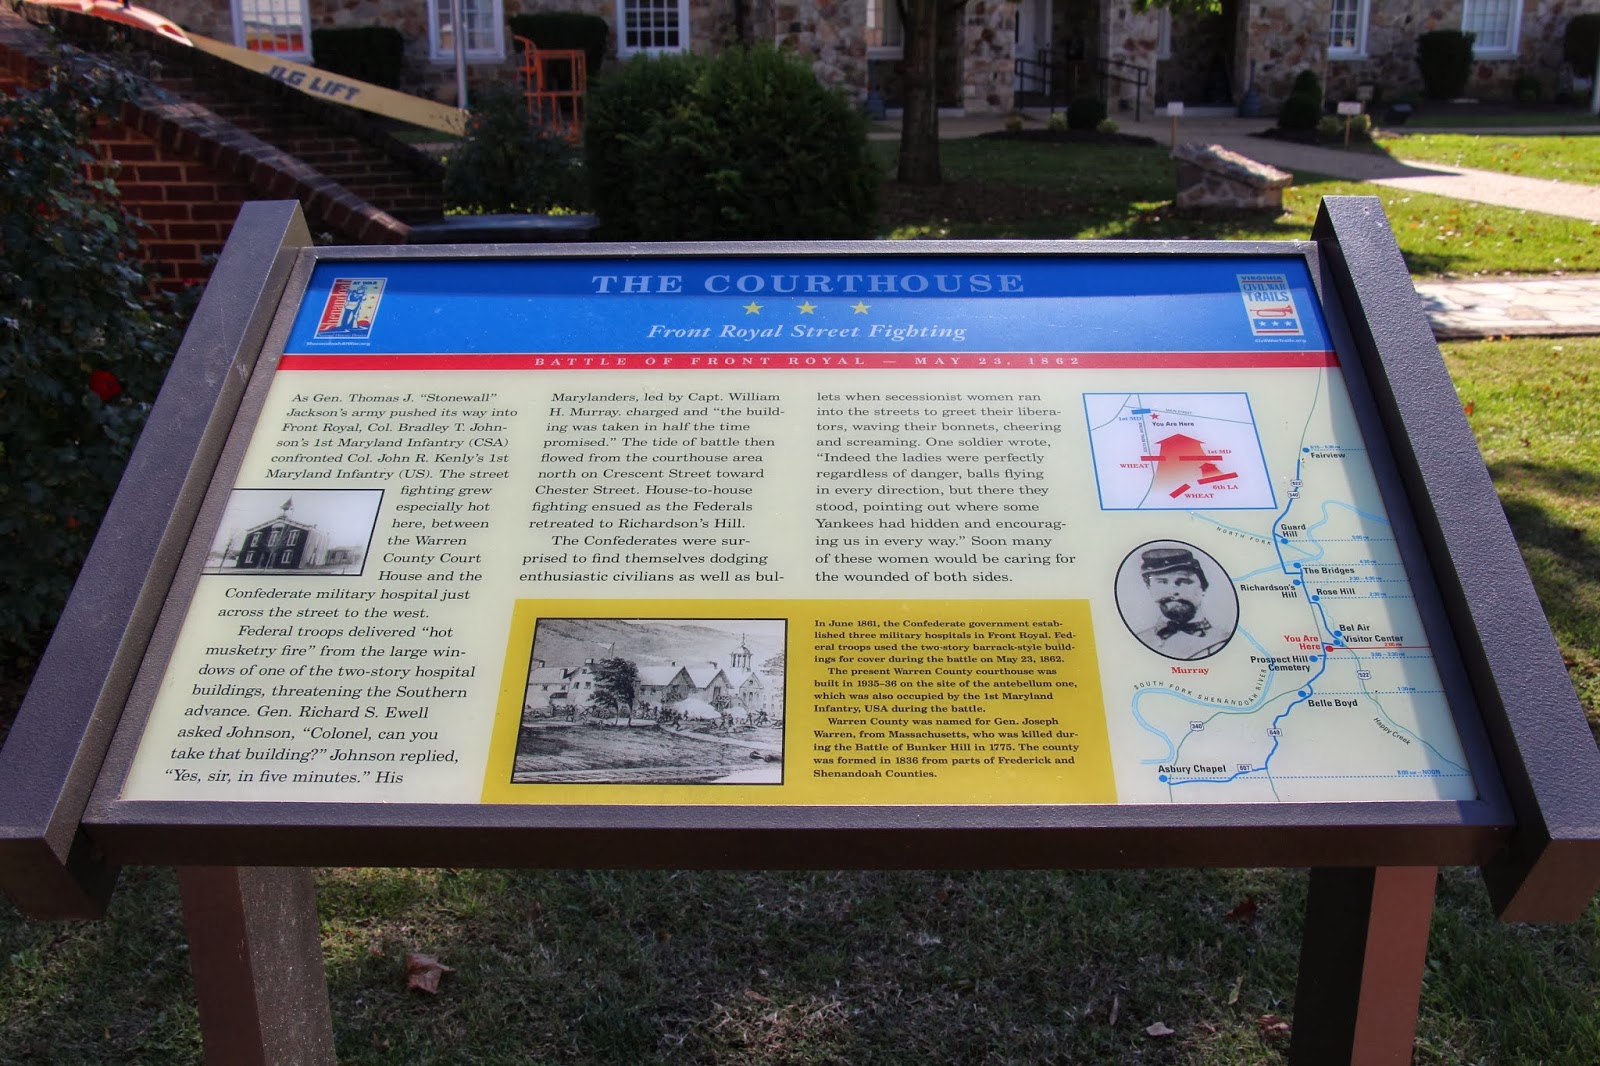 JLG LIFT
THE COURTHOUSE
Front Royal Street Fighting
BATTLE OF FRONT ROYAL — MAY 23, 1862
Shenandoah
AT WAR
VIRGINIA
CIVIL WAR
TRAILS
As Gen. Thomas J. “Stonewall”
Jackson’s army pushed its way into
Front Royal, Col. Bradley T. John-
son’s 1st Maryland Infantry (CSA)
confronted Col. John R. Kenly’s 1st
Maryland Infantry (US). The street
fighting grew
especially hot
here, between
the Warren
County Court
House and the
Confederate military hospital just
across the street to the west.
Federal troops delivered “hot
musketry fire” from the large win-
dows of one of the two-story hospital
buildings, threatening the Southern
advance. Gen. Richard S. Ewell
asked Johnson, “Colonel, can you
take that building?” Johnson replied,
“Yes, sir, in five minutes.” His
Marylanders, led by Capt. William
H. Murray. charged and “the build-
ing was taken in half the time
promised.” The tide of battle then
flowed from the courthouse area
north on Crescent Street toward
Chester Street. House-to-house
fighting ensued as the Federals
retreated to Richardson’s Hill.
The Confederates were sur-
prised to find themselves dodging
enthusiastic civilians as well as bul-
lets when secessionist women ran
into the streets to greet their libera-
tors, waving their bonnets, cheering
and screaming. One soldier wrote,
“Indeed the ladies were perfectly
regardless of danger, balls flying
in every direction, but there they
stood, pointing out where some
Yankees had hidden and encourag-
ing us in every way.” Soon many
of these women would be caring for
the wounded of both sides.
In June 1861, the Confederate government estab-
lished three military hospitals in Front Royal. Fed-
eral troops used the two-story barrack-style build-
ings for cover during the battle on May 23, 1862.
The present Warren County courthouse was
built in 1935-36 on the site of the antebellum one,
which was also occupied by the 1st Maryland
Infantry, USA during the battle.
Warren County was named for Gen. Joseph
Warren, from Massachusetts, who was killed dur-
ing the Battle of Bunker Hill in 1775. The county
was formed in 1836 from parts of Frederick and
Shenandoah Counties.
1st MD
You Are Here
1st MD
WHEAT
6th LA
WHEAT
Murray
Fairview
522
340
NORTH FORK
Guard
Hill
The Bridges
Richardson’s
Hill
Rose Hill
Bel Air
You Are
Here
Visitor Center
Prospect Hill
Cemetery
522
SOUTH FORK SHENANDOAH RIVER
Belle Boyd
340
649
Happy Creek
Asbury Chapel
607